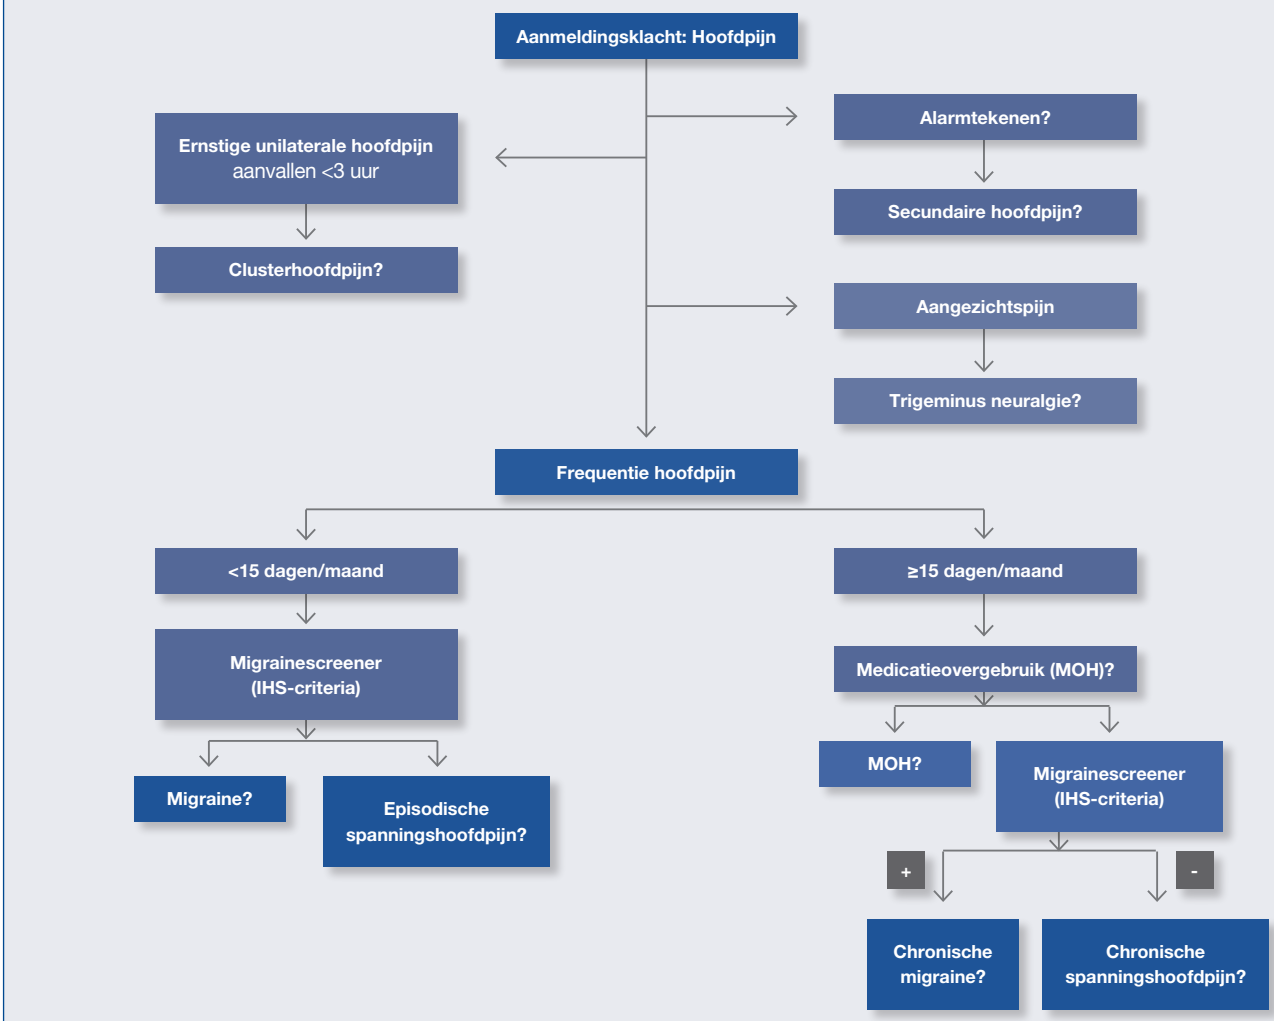 Aanmeldingsklacht: Hoofdpijn
Alarmtekenen?
Ernstige unilaterale hoofdpijn
aanvallen <3 uur
Secundaire hoofdpijn?
Clusterhoofdpijn?
Aangezichtspijn
Trigeminus neuralgie?
Frequentie hoofdpijn
<15 dagen/maand
≥15 dagen/maand
Migrainescreener
(IHS-criteria)
Medicatieovergebruik (MOH)?
MOH?
Migrainescreener
(IHS-criteria)
Migraine?
Episodische
spanningshoofdpijn?
+
-
Chronische
migraine?
Chronische
spanningshoofdpijn?